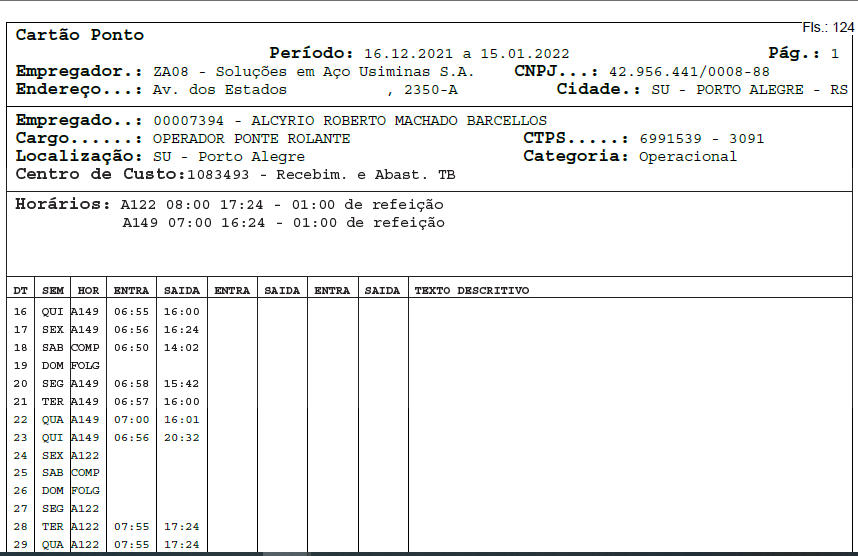 Fls.: 124
Cartão Ponto
Período: 16.12.2021 a 15.01.2022 Pág.: 1
Empregador.: ZA08 - Soluções em Aço Usiminas S.A. CNPJ...: 42.956.441/0008-88
Endereço...: Av. dos Estados , 2350-A Cidade.: SU - PORTO ALEGRE - RS
Empregado..: 00007394 - ALCYRIO ROBERTO MACHADO BARCELLOS
Cargo......: OPERADOR PONTE ROLANTE CTPS.....: 6991539 - 3091
Localização: SU - Porto Alegre Categoria: Operacional
Centro de Custo:1083493 - Recebim. e Abast. TB
Horários: A122 08:00 17:24 - 01:00 de refeição
A149 07:00 16:24 - 01:00 de refeição
DT SEM HOR ENTRA SAIDA ENTRA SAIDA ENTRA SAIDA TEXTO DESCRITIVO
16 QUI A149 06:55 16:00
17 SEX A149 06:56 16:24
18 SAB COMP 06:50 14:02
19 DOM FOLG
20 SEG A149 06:58 15:42
21 TER A149 06:57 16:00
22 QUA A149 07:00 16:01
23 QUI A149 06:56 20:32
24 SEX A122
25 SAB COMP
26 DOM FOLG
27 SEG A122
28 TER A122 07:55 17:24
29 QUA A122 07:55 17:24